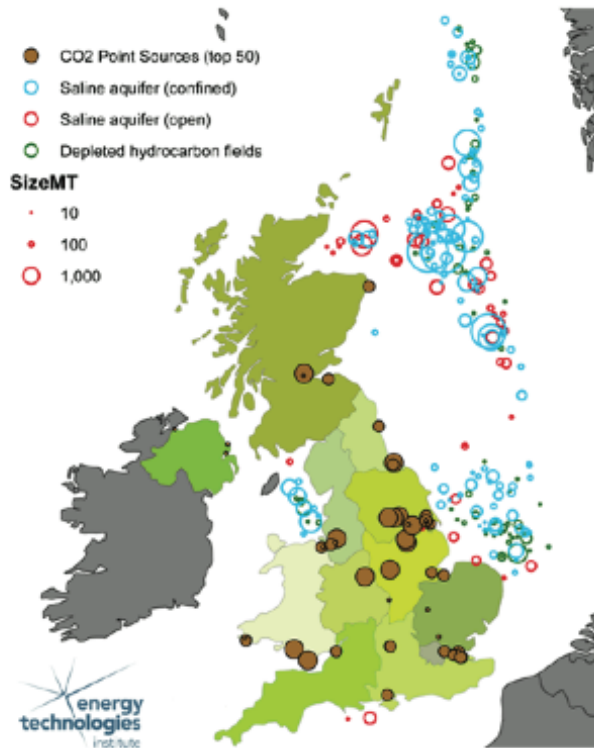 CO2 Point Sources (top 50)
Saline aquifer (confined)
Saline aquifer (open)
Depleted hydrocarbon fields
SizeMT
10
100
1,000
energy
technologies
institute